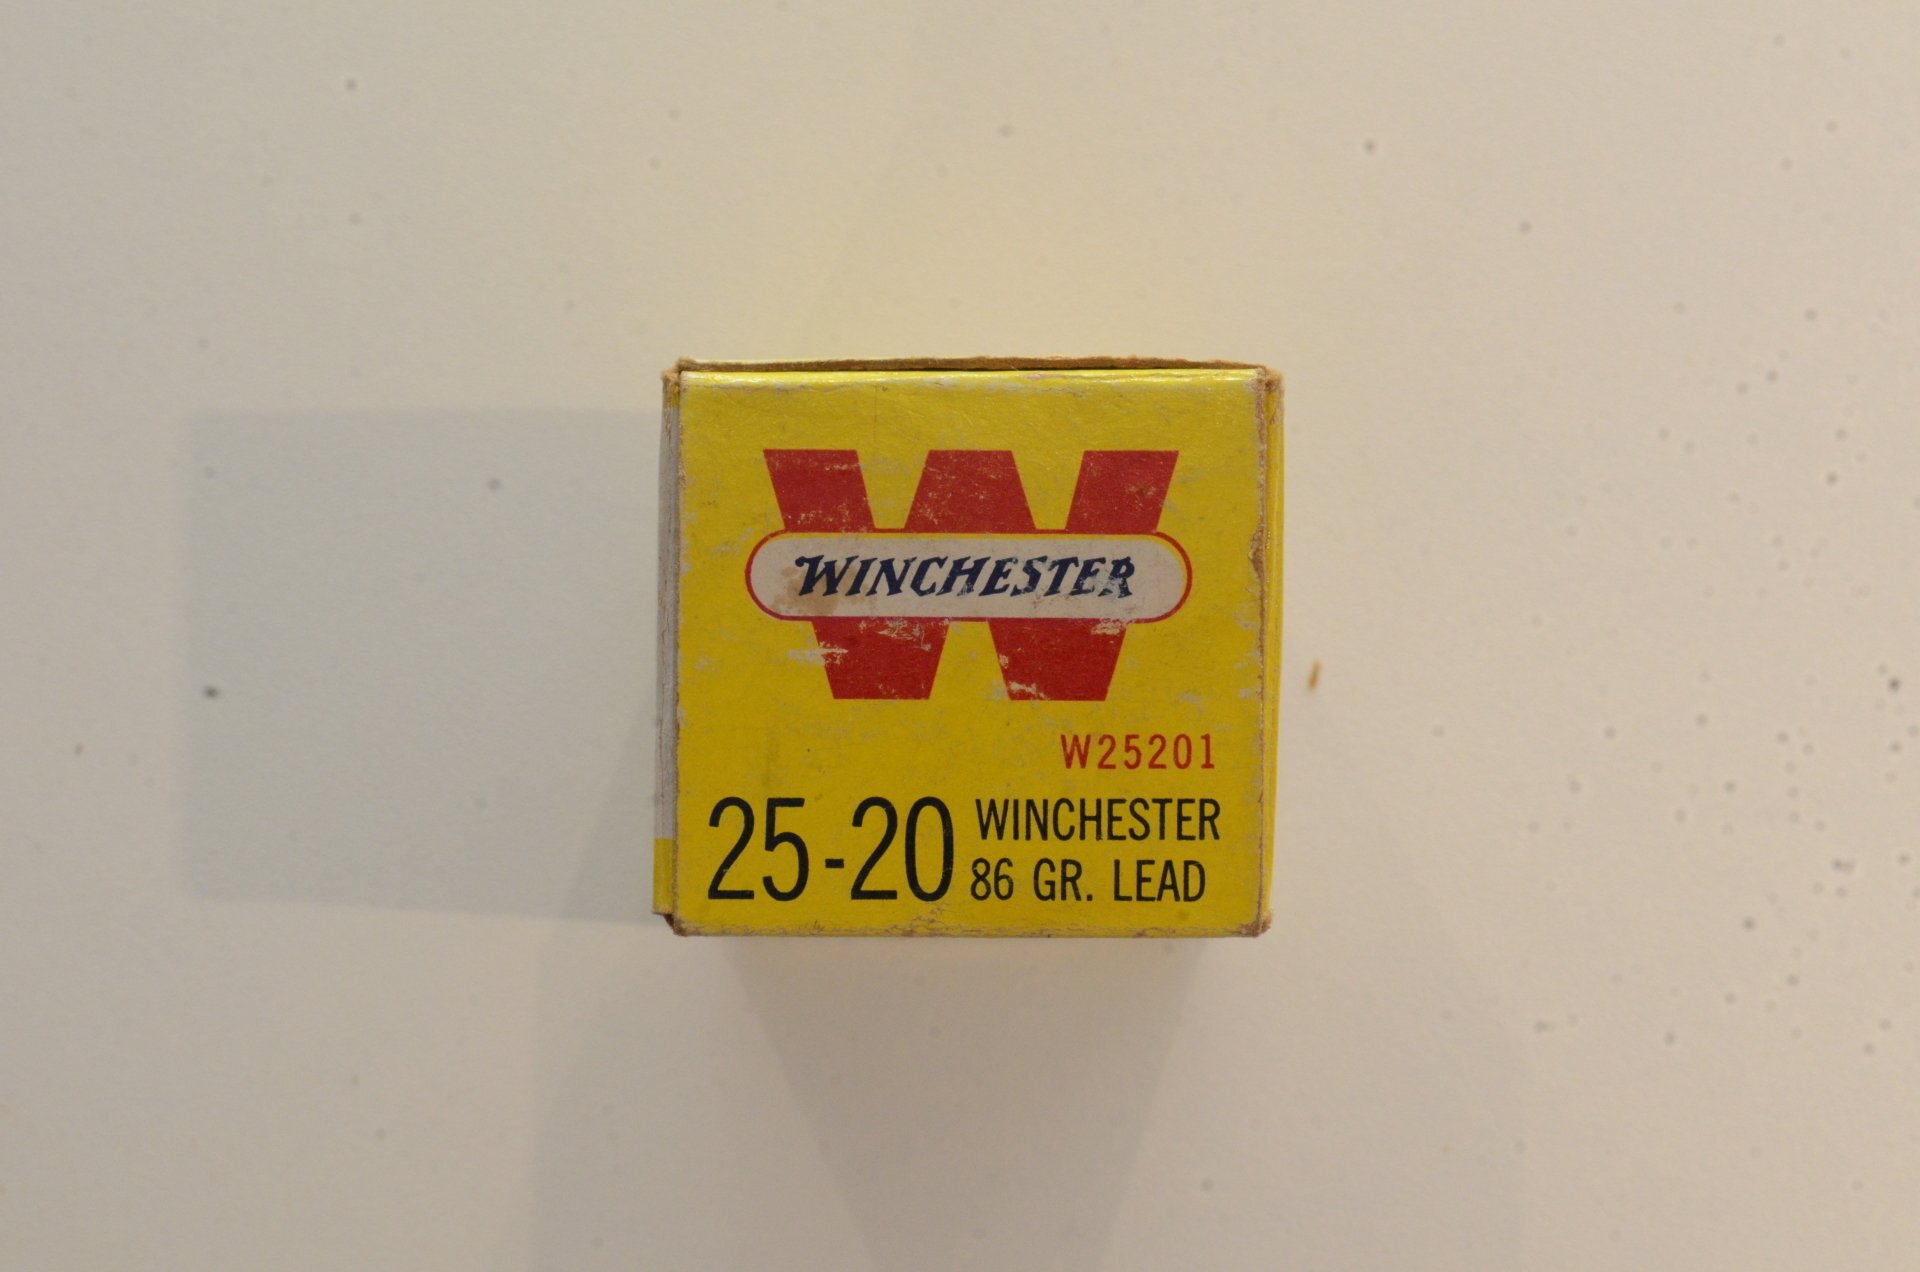 WINCHESTER
W25201
25-20 WINCHESTER
86 GR. LEAD